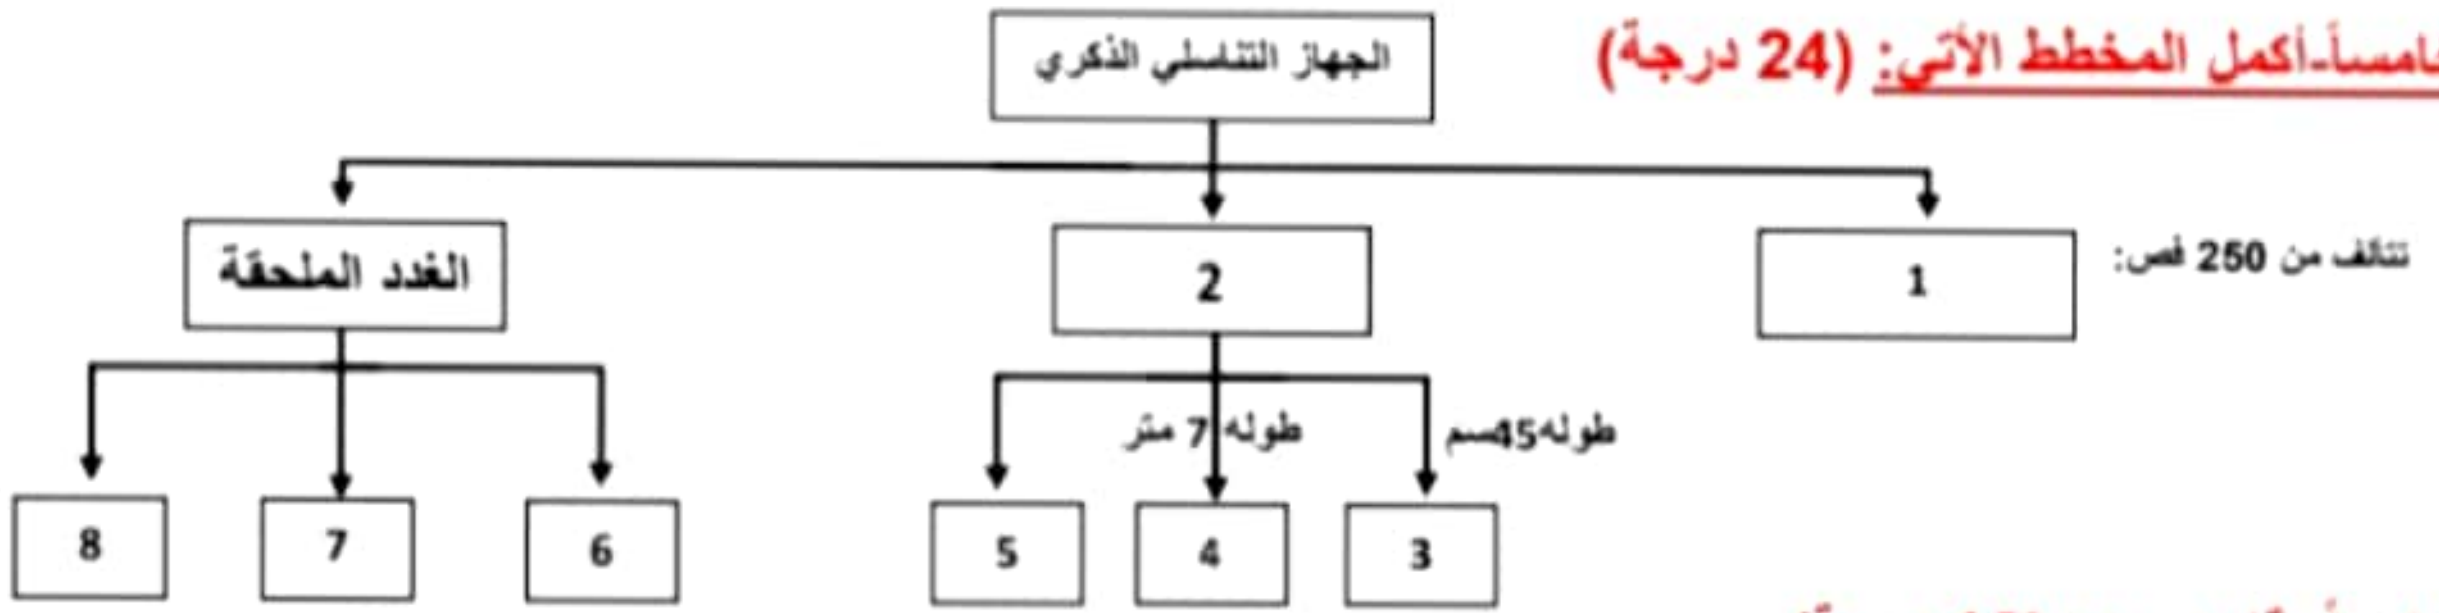 أكمل المخطط الآتي: (24 درجة)
الجهاز التناسلي الذكري
تتألف من 250 فص:
1
2
الغدد الملحقة
طوله45سم
طوله 7 متر
3
4
5
6
7
8